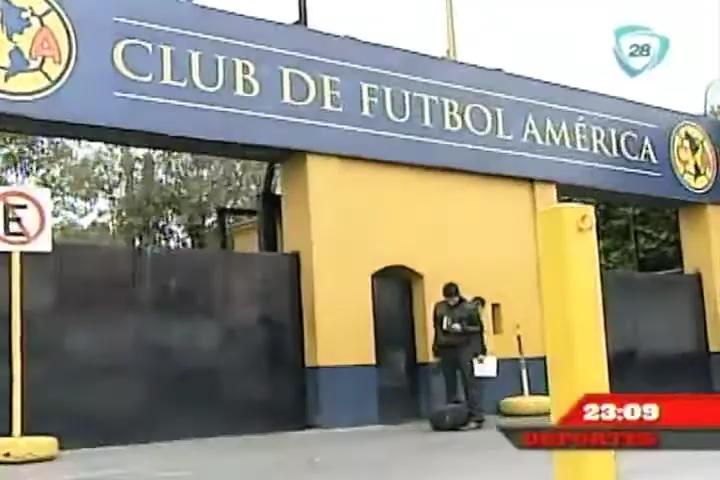 CLUB DE FUTBOL AMÉRICA
28
A
E
23:09
DEPORTES